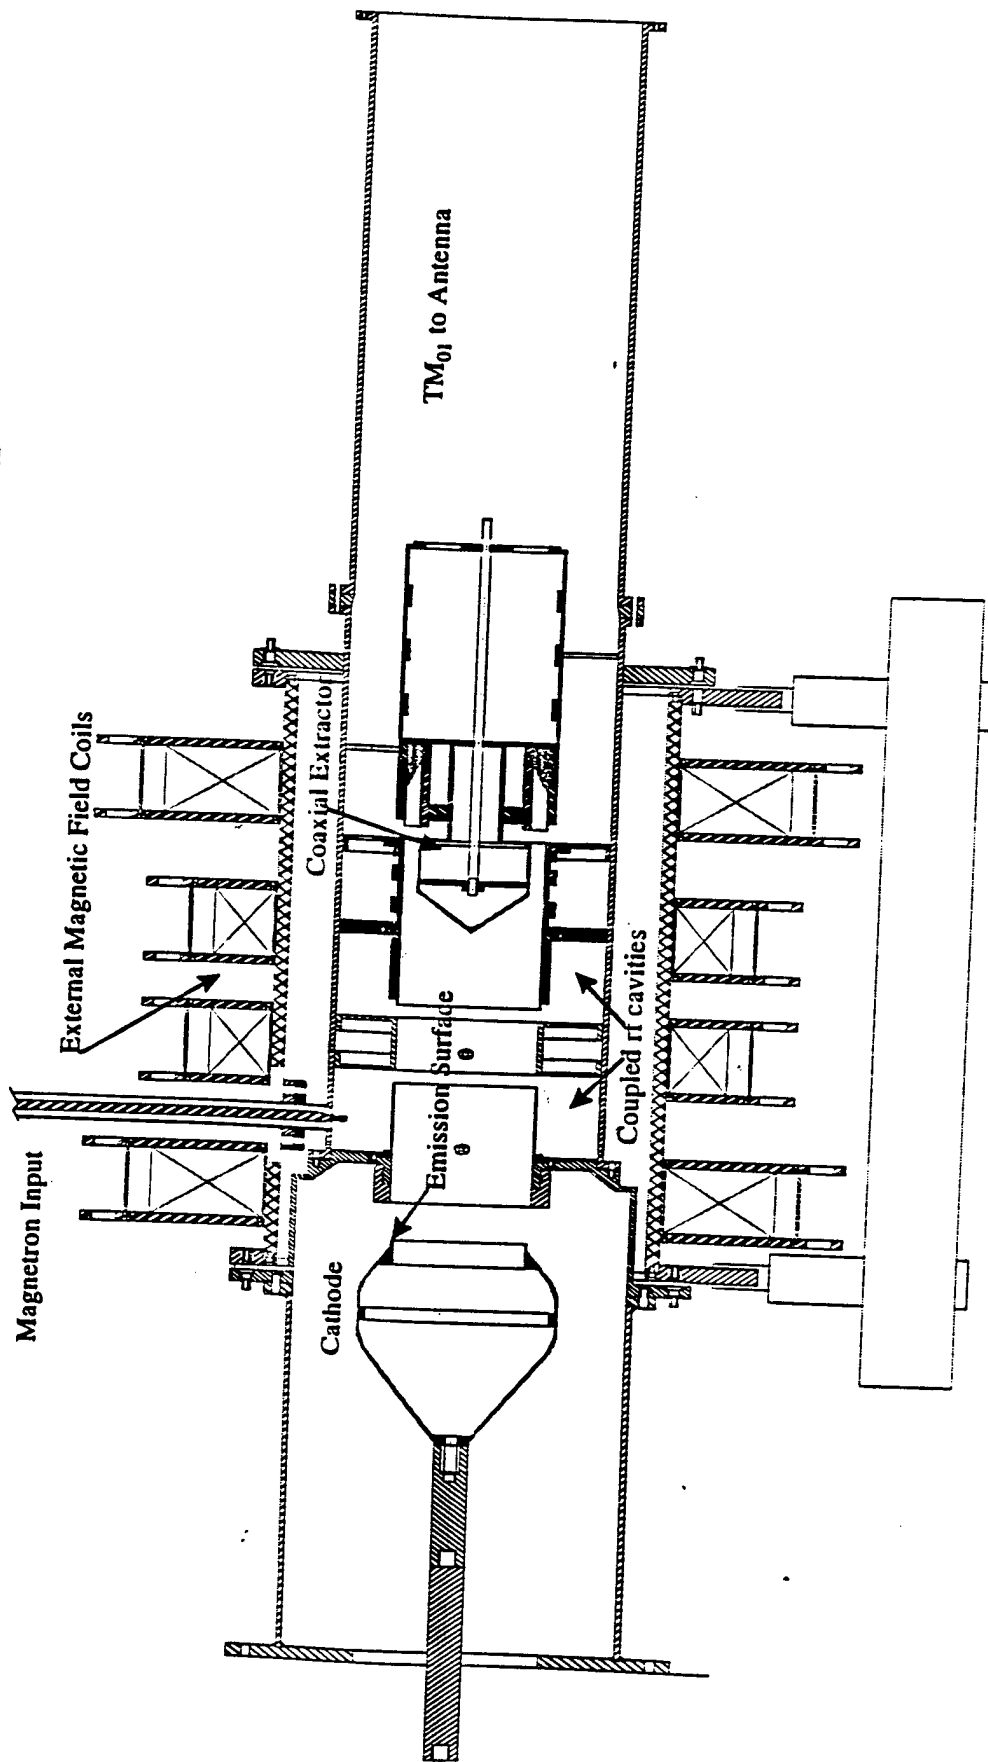 Magnetron Input
External Magnetic Field Coils
Coaxial Extractor
TM01 to Antenna
Cathode
Emission Surface
Coupled rf cavities